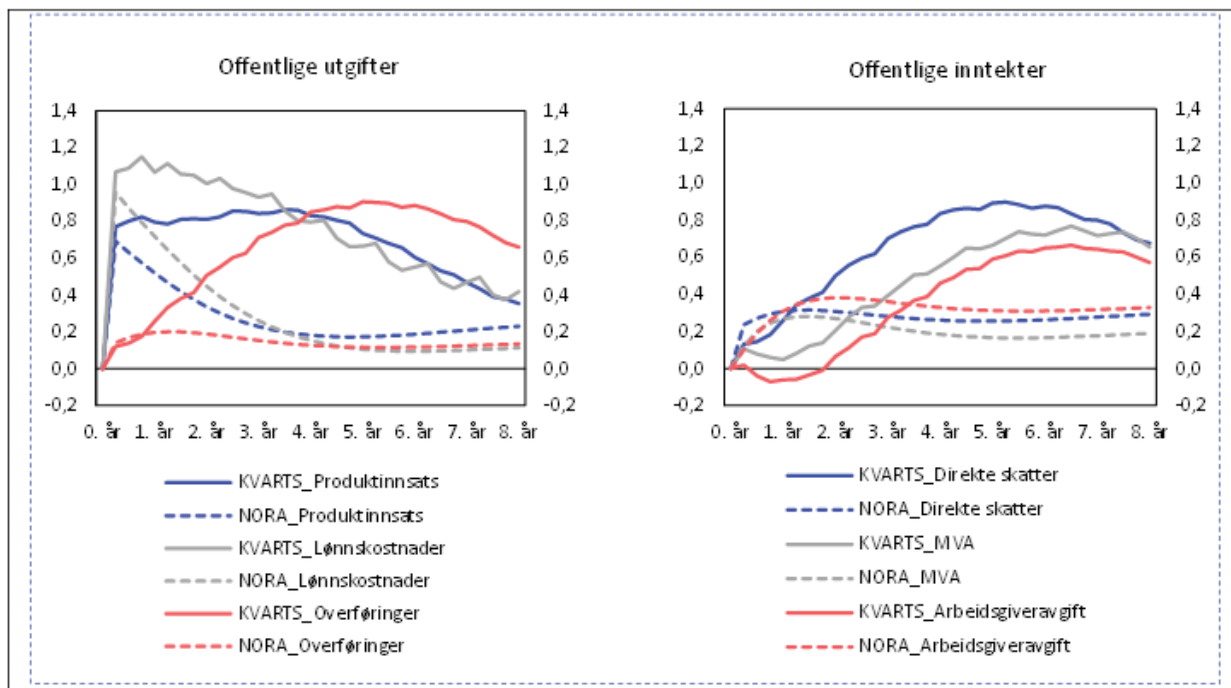 Offentlige utgifter
1,4
1,2
1,0
0,8
0,6
0,4
0,2
0,0
-0,2
1,4
1,2
1,0
0,8
0,6
0,4
0,2
0,0
-0,2
0. år 1. år 2. år 3. år 4. år 5. år 6. år 7. år 8. år
KVARTS_Produktinnsats
NORA_Produktinnsats
KVARTS_Lønnskostnader
NORA_Lønnskostnader
KVARTS_Overføringer
NORA_Overføringer
Offentlige inntekter
1,4
1,2
1,0
0,8
0,6
0,4
0,2
0,0
-0,2
1,4
1,2
1,0
0,8
0,6
0,4
0,2
0,0
-0,2
0. år 1. år 2. år 3. år 4. år 5. år 6. år 7. år 8. år
KVARTS_Direkte skatter
NORA_Direkte skatter
KVARTS_MVA
NORA_MVA
KVARTS_Arbeidsgiveravgift
NORA_Arbeidsgiveravgift